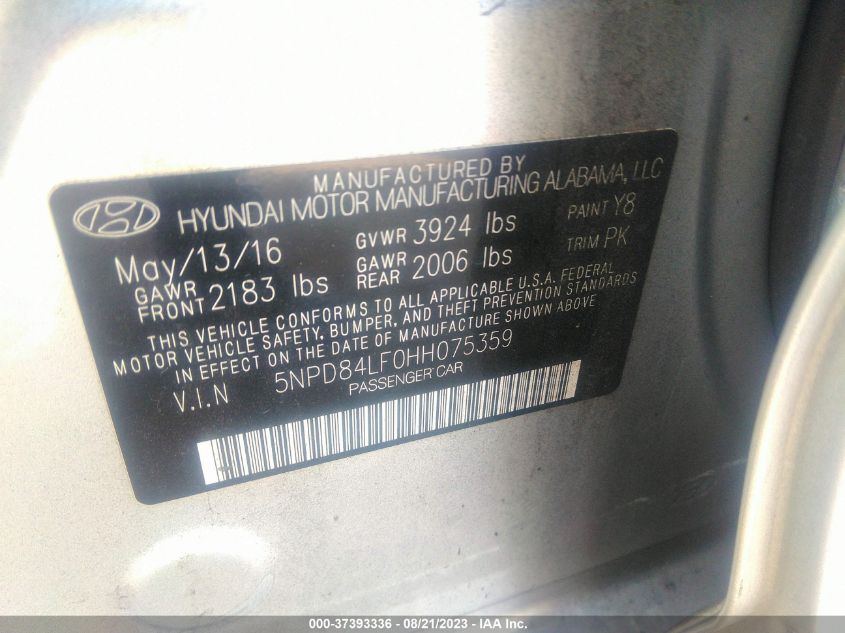 MANUFACTURED BY
HYUNDAI MOTOR MANUFACTURING ALABAMA, LLC
May/13/16 GVWR 3924 lbs PAINT Y8
GAWR FRONT 2183 lbs GAWR REAR 2006 lbs TRIM PK
THIS VEHICLE CONFORMS TO ALL APPLICABLE U.S.A. FEDERAL
MOTOR VEHICLE SAFETY, BUMPER, AND THEFT PREVENTION STANDARDS
IN EFFECT ON THE DATE OF MANUFACTURE SHOWN ABOVE
V.I.N 5NPD84LF0HH075359
PASSENGER CAR
000-37393336 - 08/21/2023 - IAA Inc.